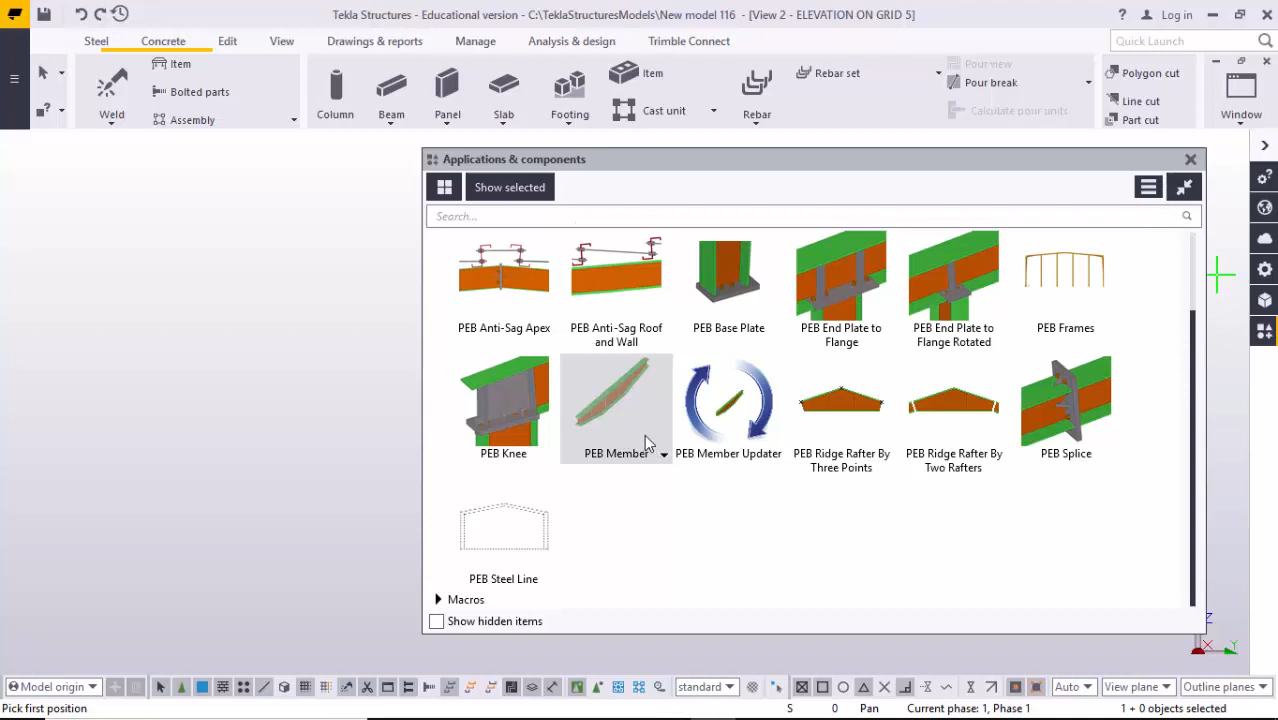 Tekla Structures - Educational version - C:\TeklaStructuresModels\New model 116 - [View 2 - ELEVATION ON GRID 5]
? Log in
Steel Concrete Edit View Drawings & reports Manage Analysis & design Trimble Connect Quick Launch
Weld
Item
Bolted parts
Assembly
Column
Beam
Panel
Slab
Footing
Item
Cast unit
Rebar
Rebar set
Pour view
Pour break
Calculate pour units
Polygon cut
Line cut
Part cut
Window
Applications & components
Show selected
Search...
PEB Anti-Sag Apex
PEB Anti-Sag Roof and Wall
PEB Base Plate
PEB End Plate to Flange
PEB End Plate to Flange Rotated
PEB Frames
PEB Knee
PEB Member
PEB Member Updater
PEB Ridge Rafter By Three Points
PEB Ridge Rafter By Two Rafters
PEB Splice
PEB Steel Line
Macros
Show hidden items
Z
X
Y
Model origin
standard
Auto
View plane
Outline planes
Pick first position
S 0 Pan Current phase: 1, Phase 1 1 + 0 objects selected